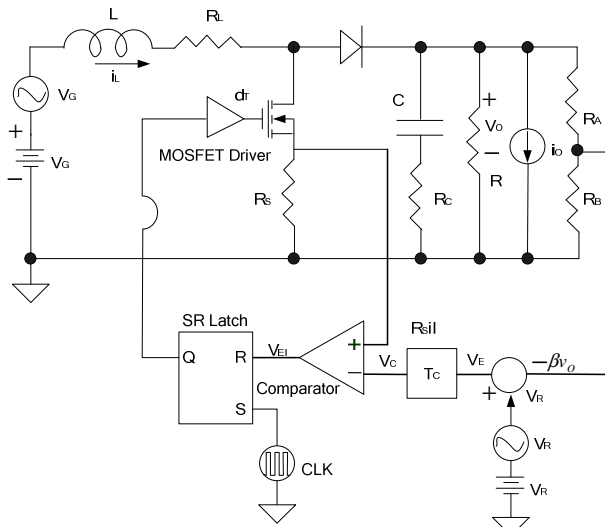 L
RL
iL
VG
+
VG
−
dT
MOSFET Driver
RS
C
RC
+
VO
−
R
iO
RA
RB
SR Latch
Q
R
S
VEI
Comparator
+
−
RSiL
VC
TC
VE
+
−βvo
VR
VR
VR
CLK